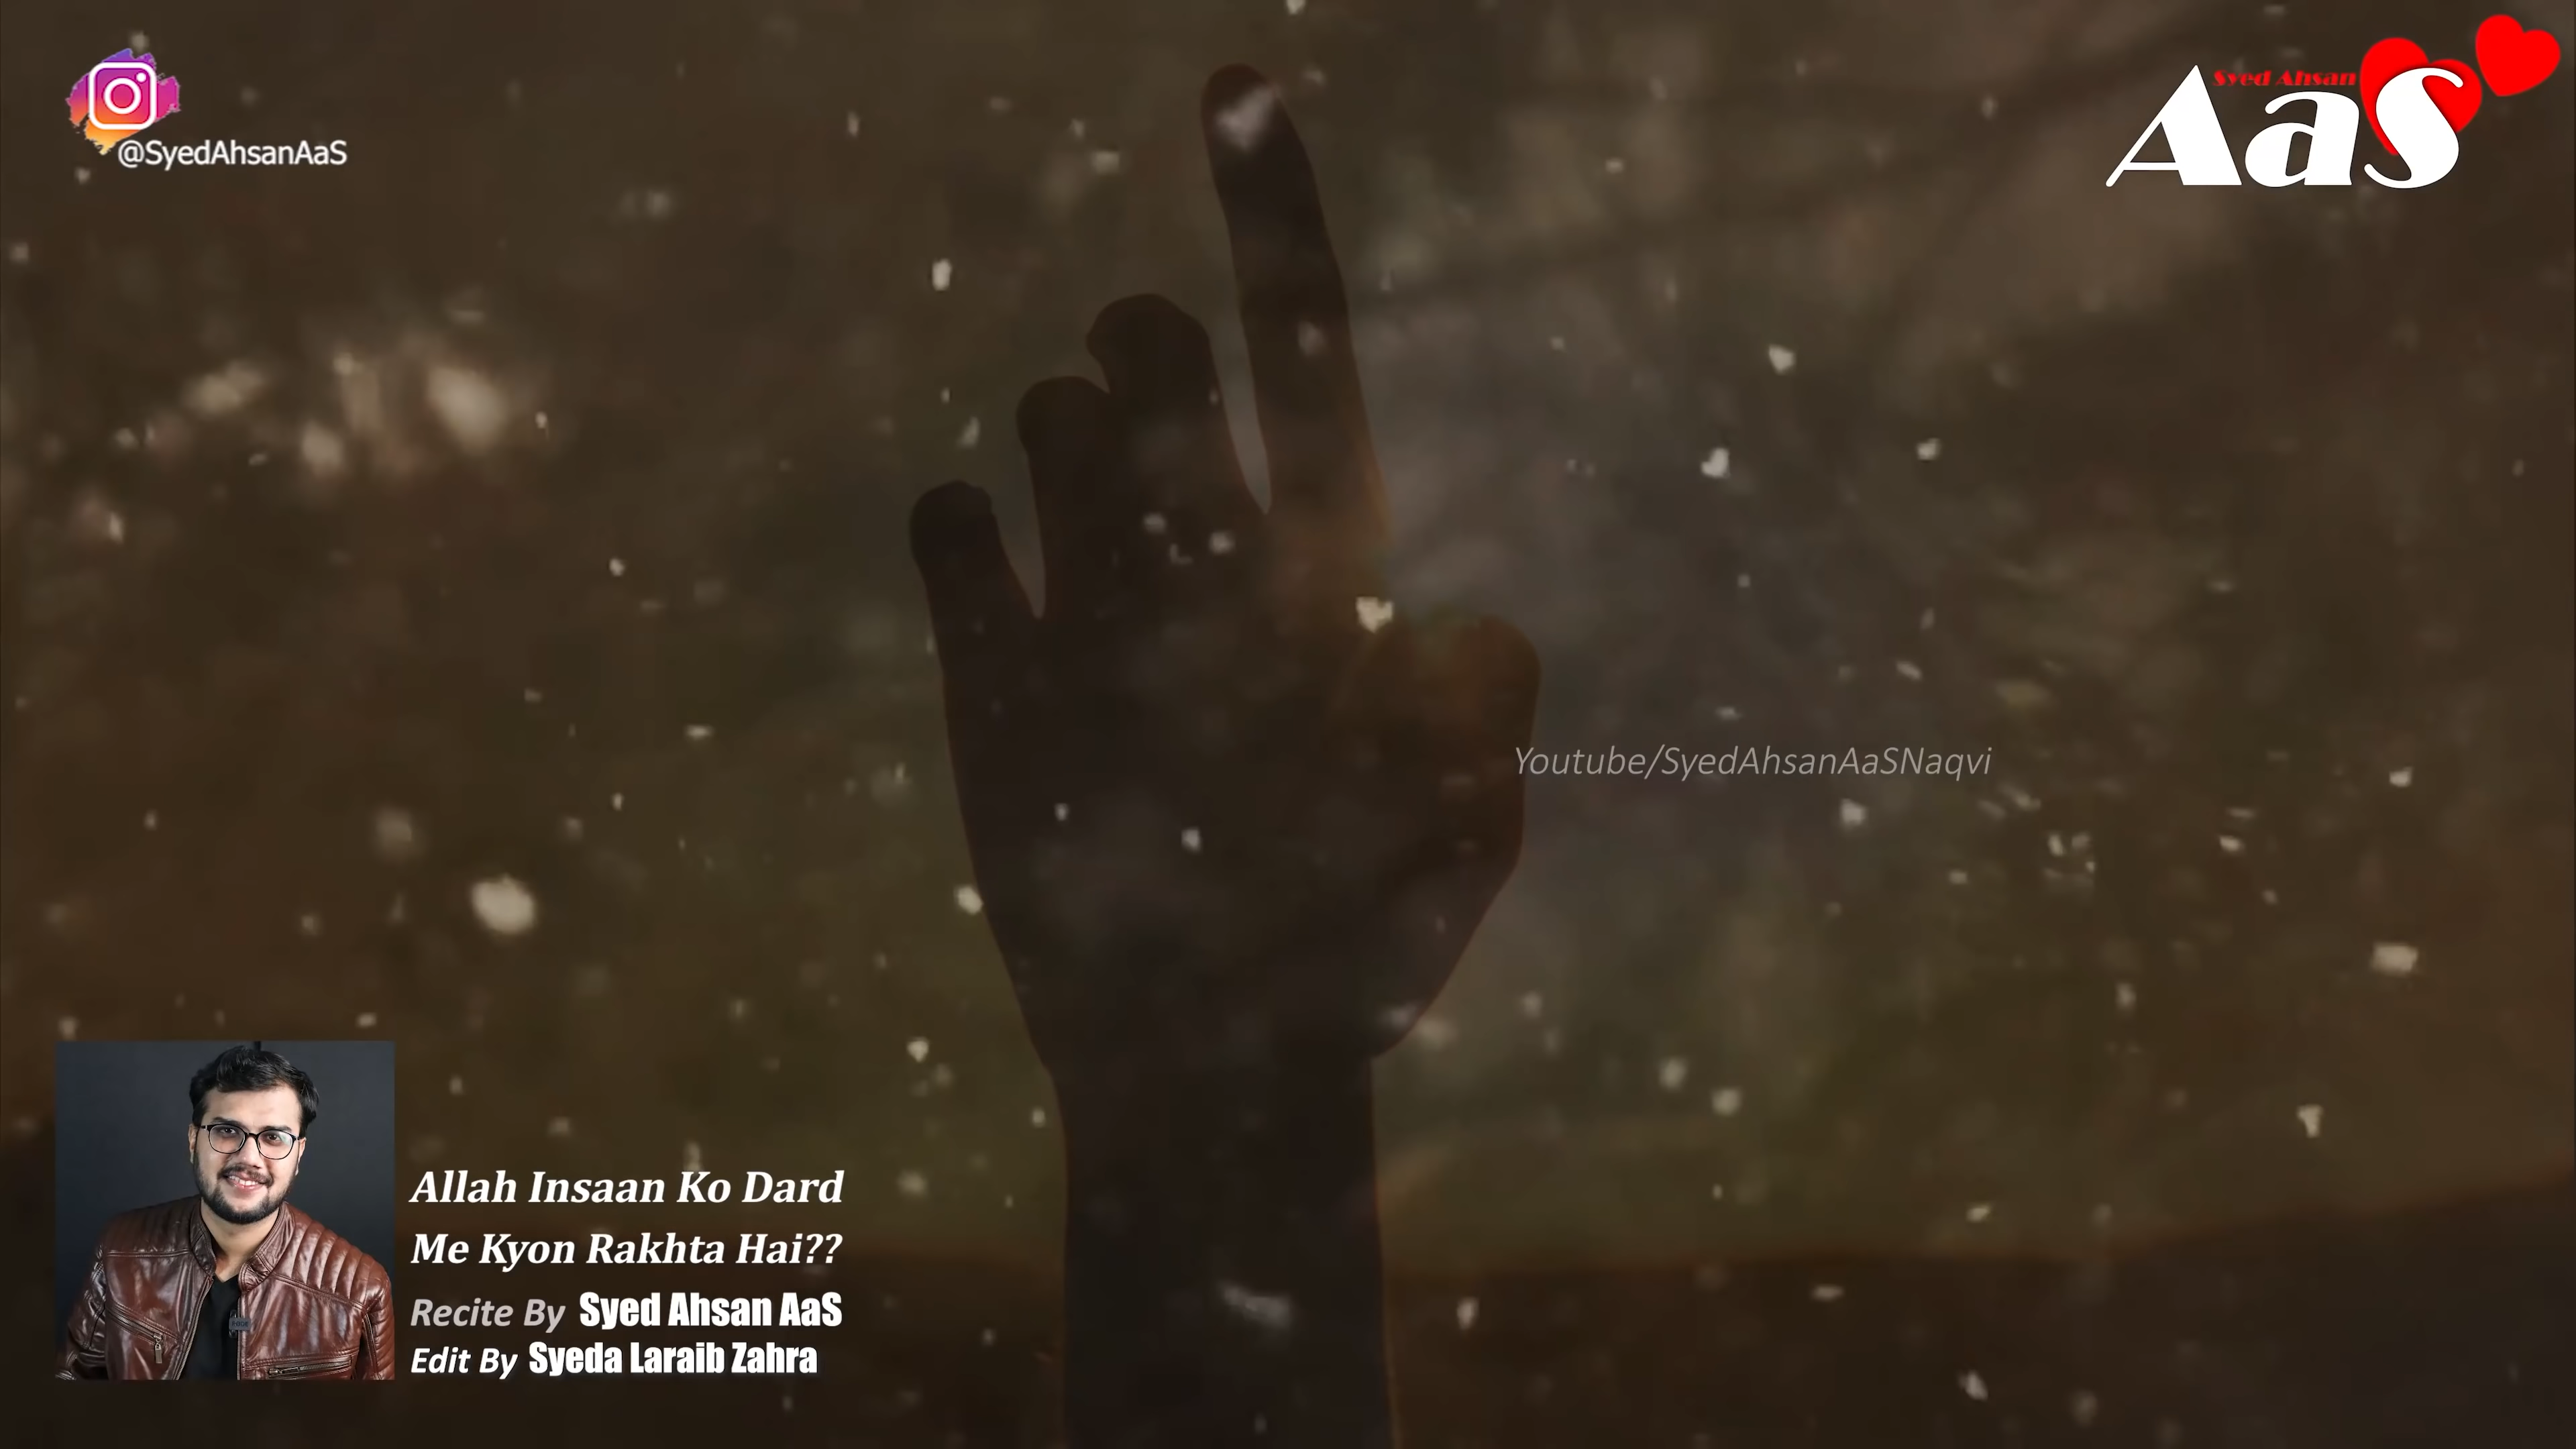 @SyedAhsanAaS
Syed Ahsan
AaS
Youtube/SyedAhsanAaSNaqvi
Allah Insaan Ko Dard
Me Kyon Rakhta Hai??
Recite By Syed Ahsan AaS
Edit By Syeda Laraib Zahra